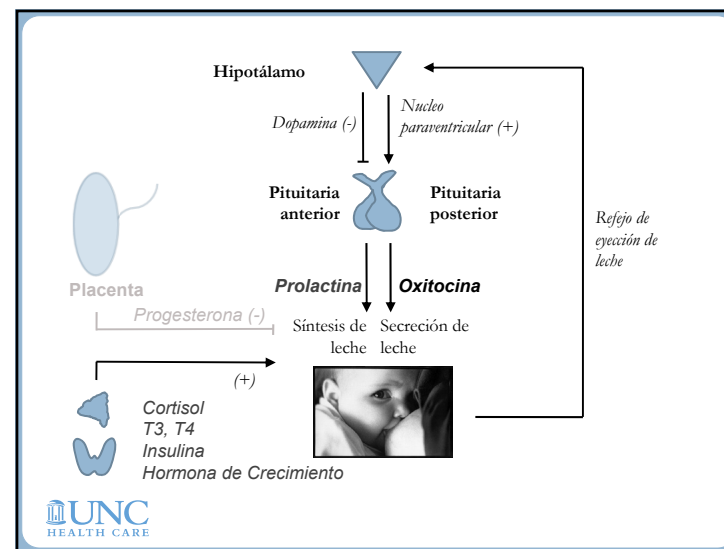 Hipotálamo
Dopamina (-)
Nucleo
paraventricular (+)
Pituitaria
anterior
Pituitaria
posterior
Refejo de
eyección de
leche
Placenta
Prolactina
Oxitocina
Progesterona (-)
Síntesis de
leche
Secreción de
leche
(+)
Cortisol
T3, T4
Insulina
Hormona de Crecimiento
UNC
HEALTH CARE